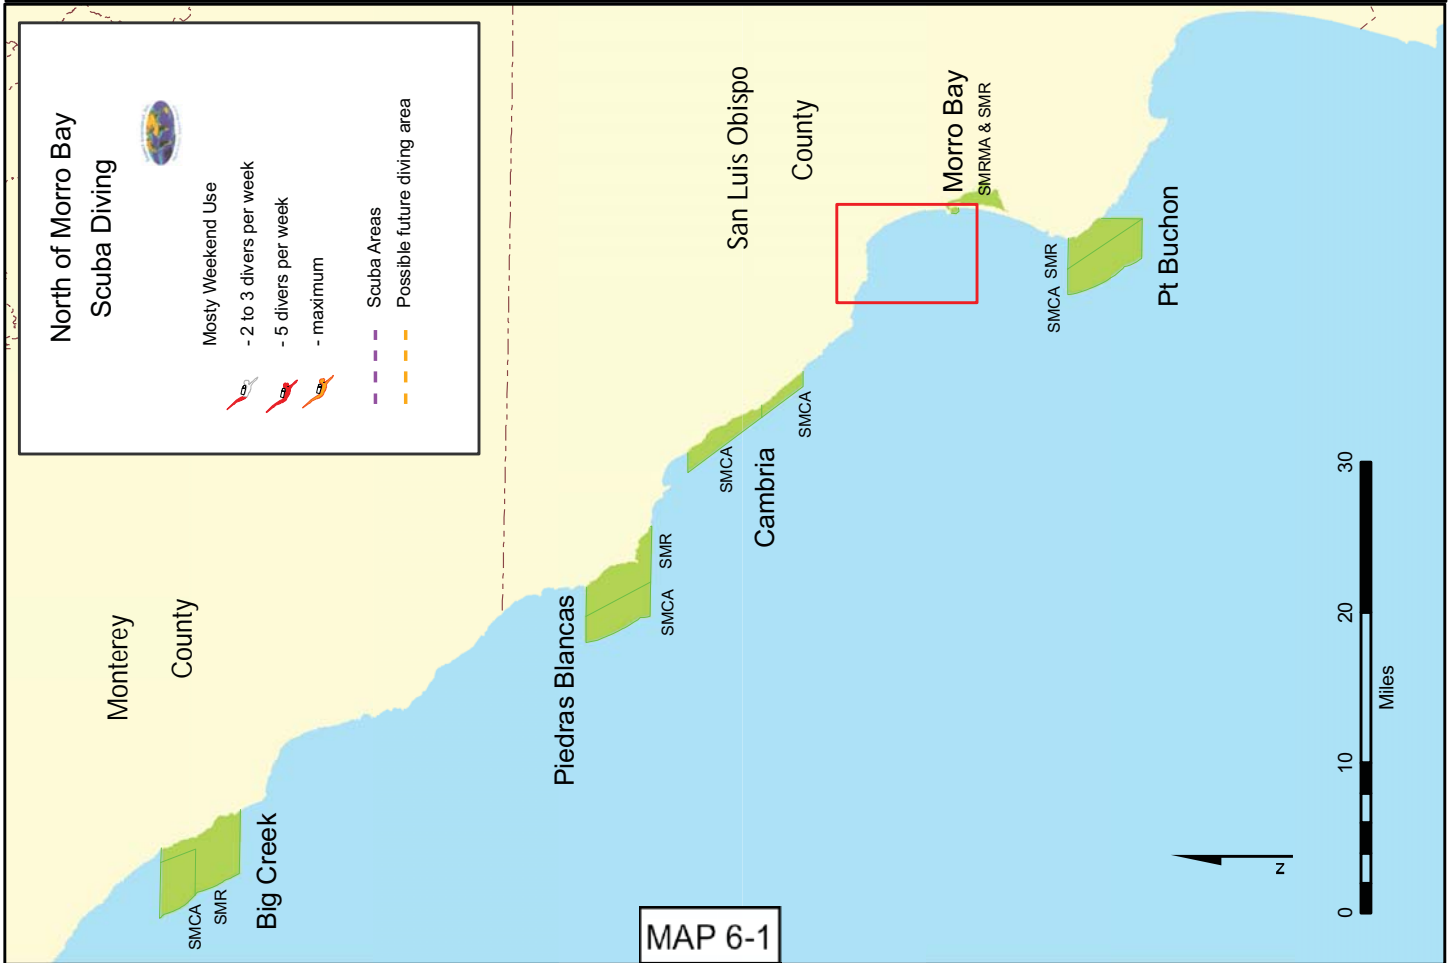 North of Morro Bay
Scuba Diving
Mosty Weekend Use
- 2 to 3 divers per week
- 5 divers per week
- maximum
Scuba Areas
Possible future diving area
Monterey
County
San Luis Obispo
County
Morro Bay
SMRMA & SMR
SMCA SMR
Pt Buchon
SMCA
SMCA
Cambria
SMR
SMCA
Piedras Blancas
SMCA
SMR
Big Creek
MAP 6-1
N
0 10 20 30
Miles